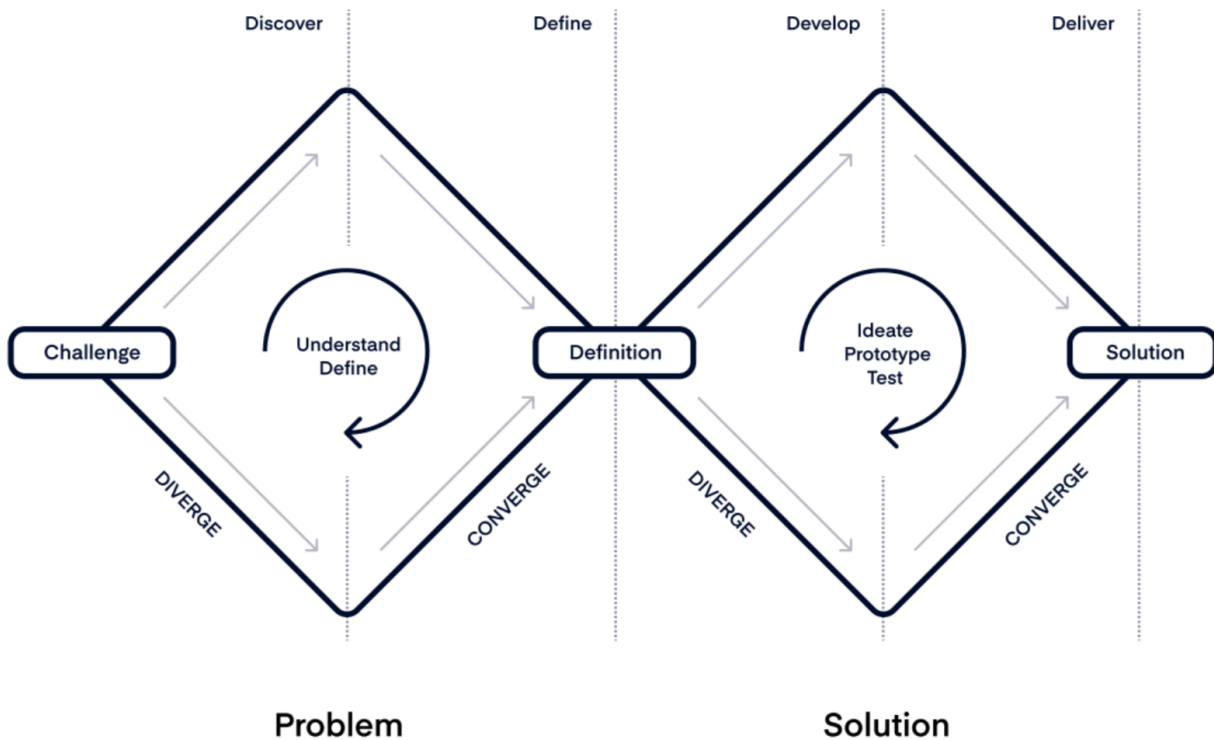 Discover
Define
Develop
Deliver
Challenge
Understand
Define
Definition
Ideate
Prototype
Test
Solution
DIVERGE
CONVERGE
DIVERGE
CONVERGE
Problem
Solution